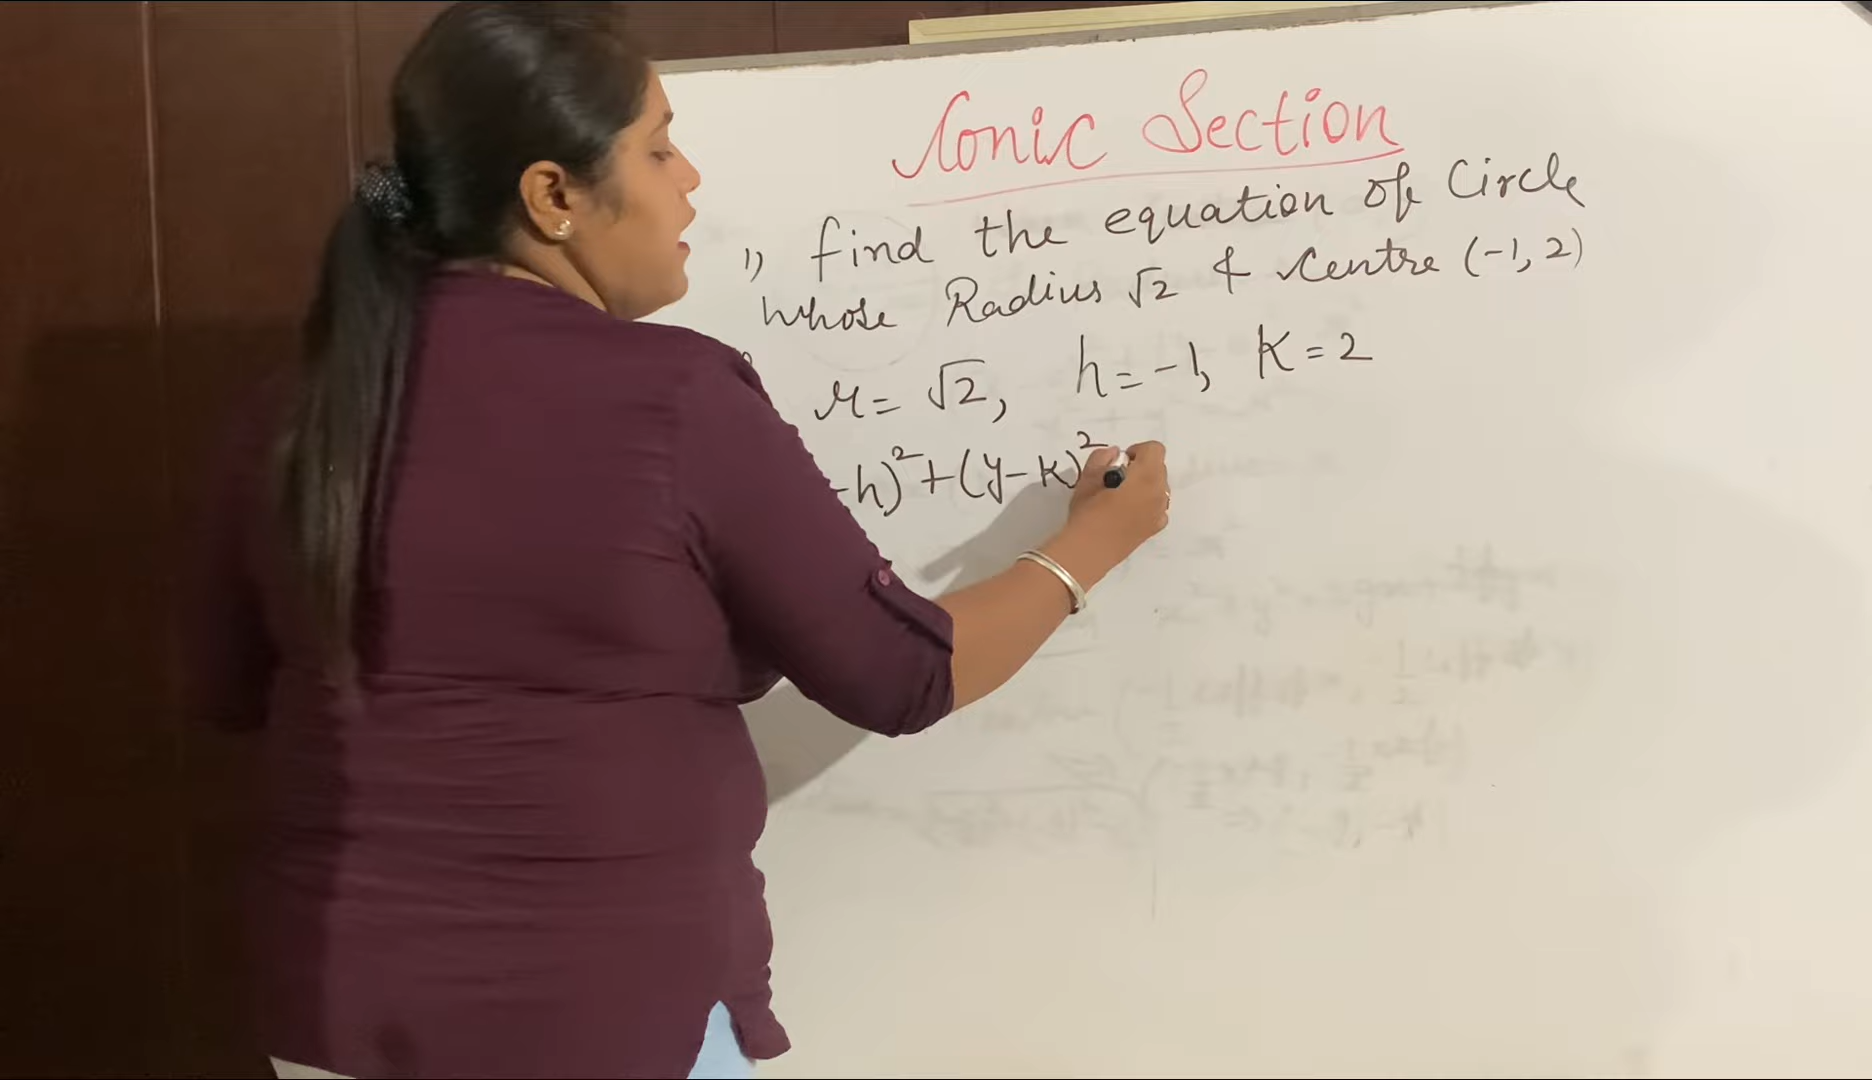 Conic Section
1) find the equation of Circle
whose Radius √2 & Centre (-1, 2)
r = √2, h = -1, K = 2
-h)² + (y-k)²